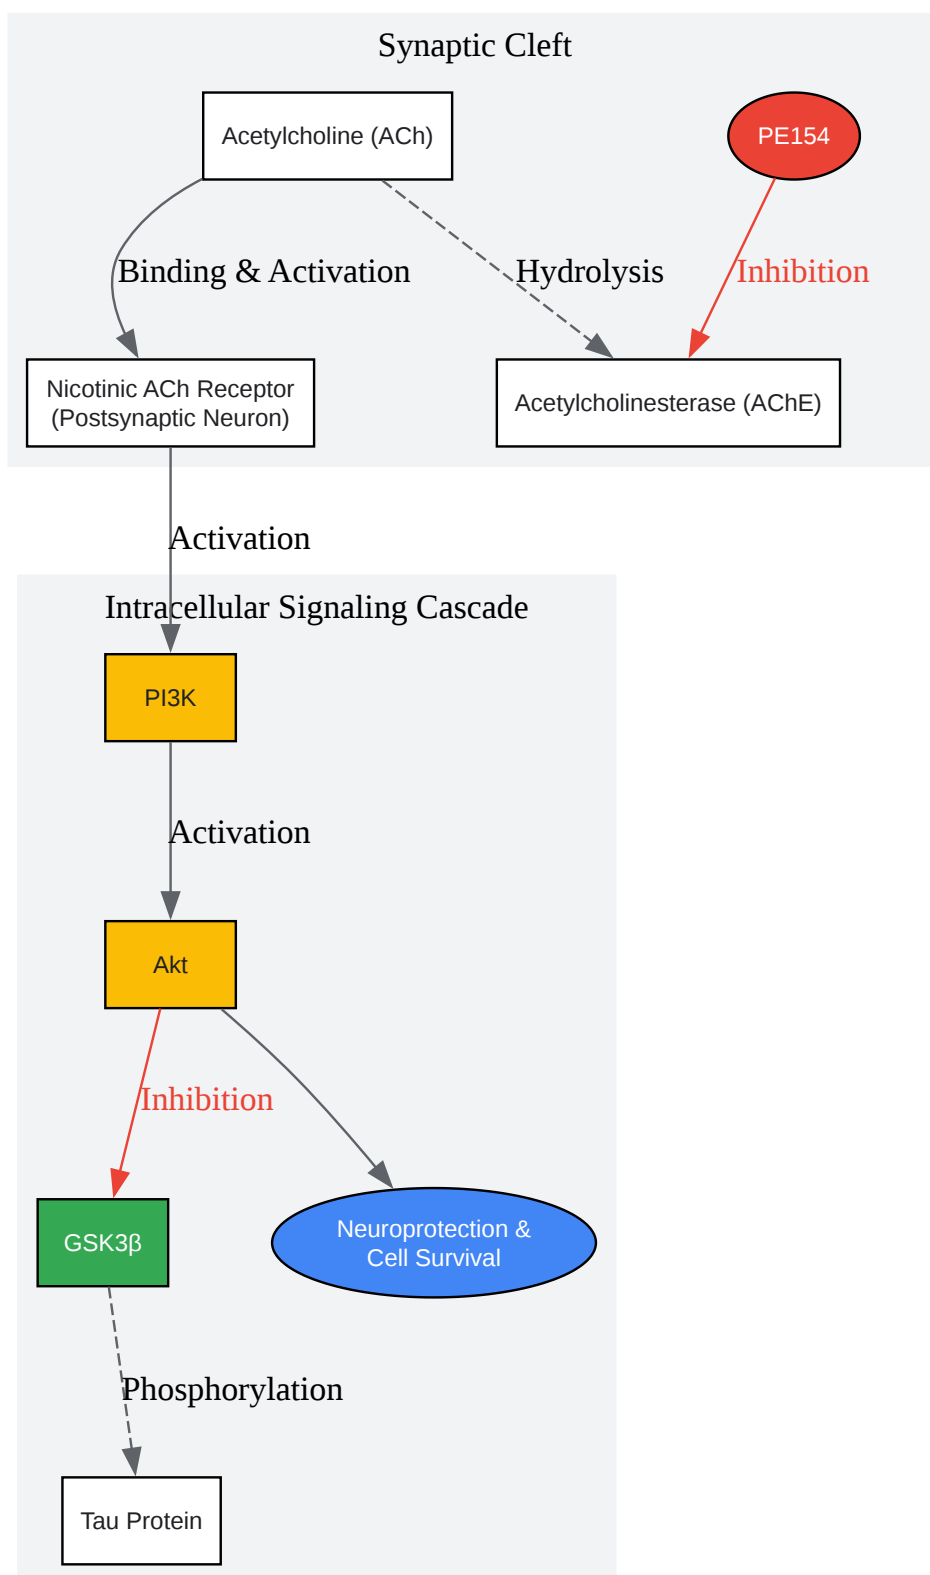 Synaptic Cleft
Acetylcholine (ACh)
PE154
Binding & Activation
Hydrolysis
Inhibition
Nicotinic ACh Receptor
(Postsynaptic Neuron)
Acetylcholinesterase (AChE)
Activation
Intracellular Signaling Cascade
PI3K
Activation
Akt
Inhibition
GSK3β
Neuroprotection &
Cell Survival
Phosphorylation
Tau Protein